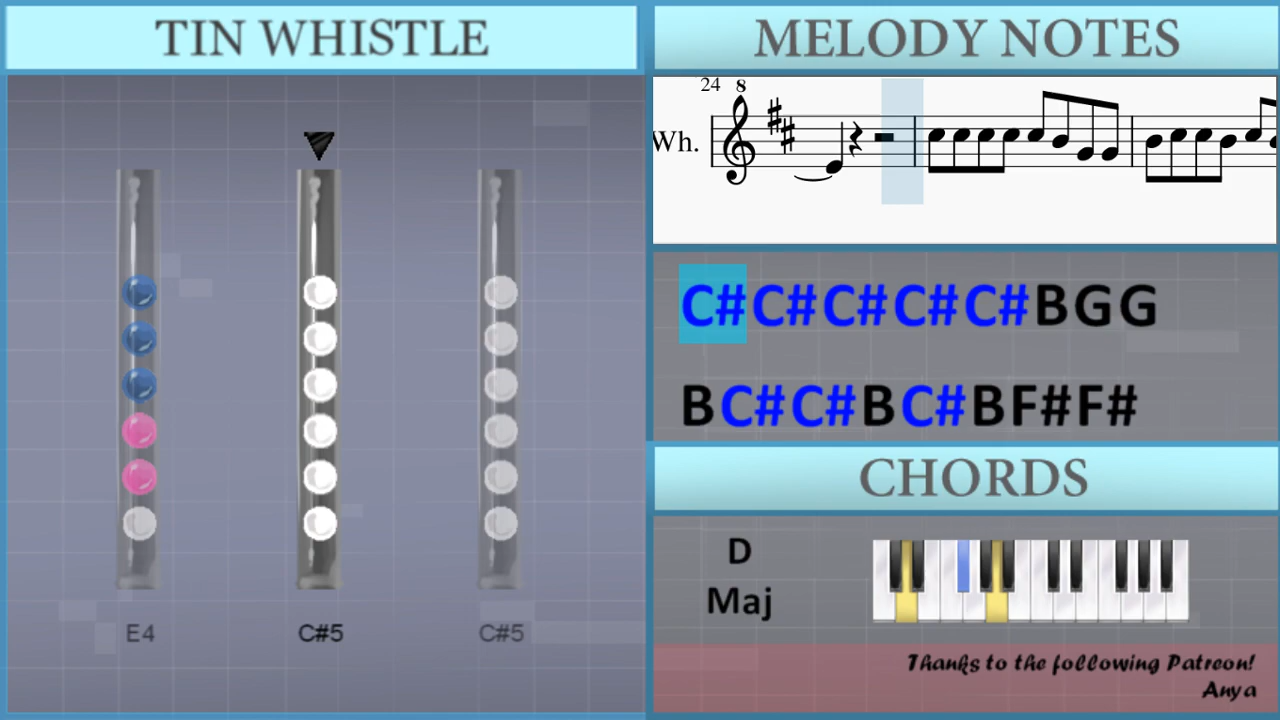 TIN WHISTLE
E4
C#5
C#5
MELODY NOTES
24
8
Wh.
C#C#C#C#C#BGG
BC#C#BC#BF#F#
CHORDS
D
Maj
Thanks to the following Patreon!
Anya